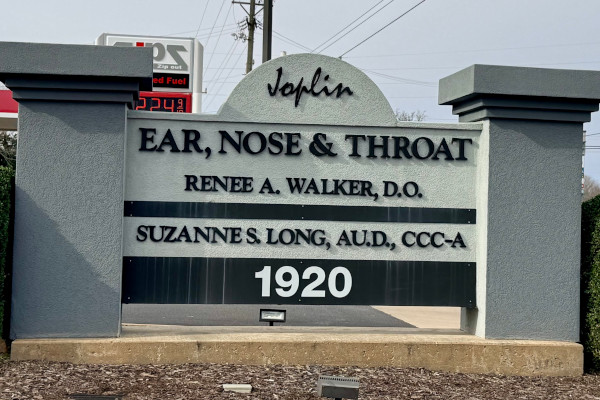 Joplin
EAR, NOSE & THROAT
RENEE A. WALKER, D.O.
SUZANNE S. LONG, AU.D., CCC-A
1920